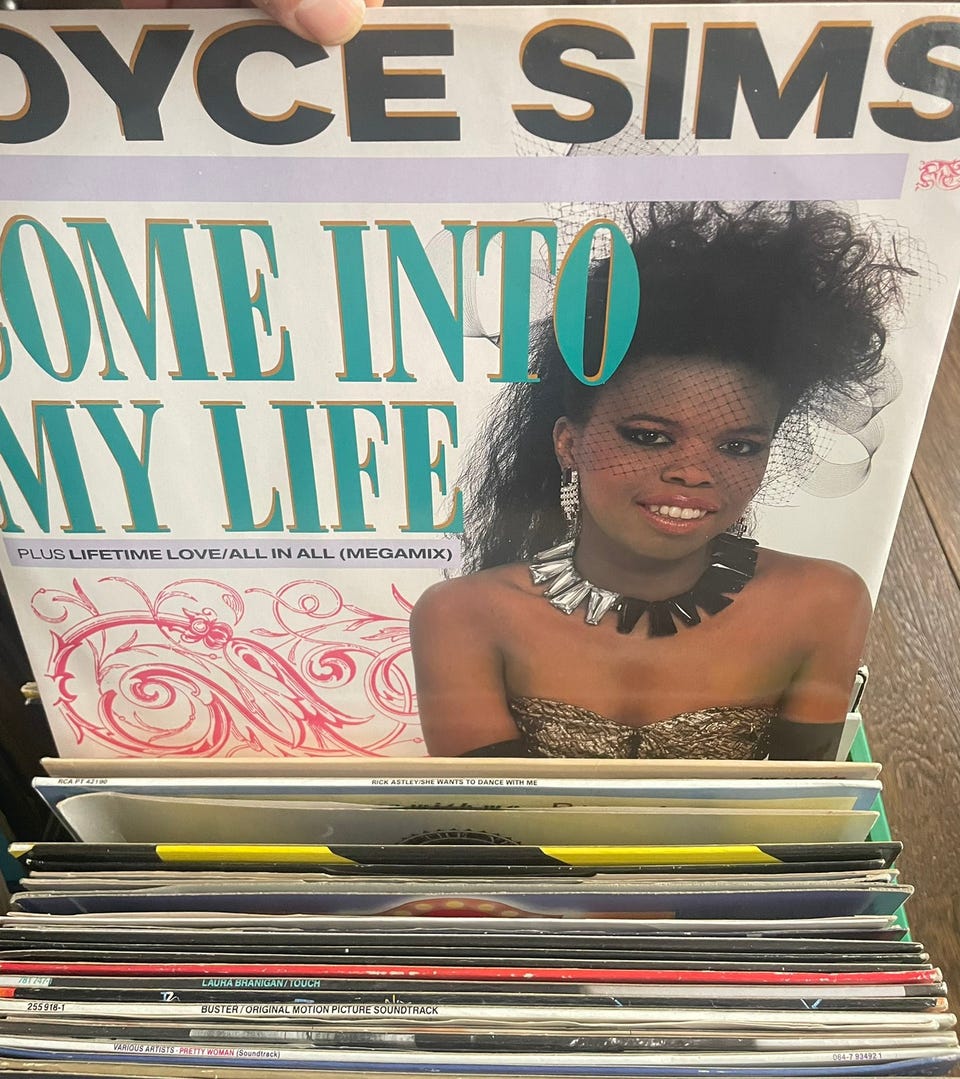 OYCE SIMS
COME INTO
MY LIFE
PLUS LIFETIME LOVE/ALL IN ALL (MEGAMIX)
RCA PT 42190 RICK ASTLEY/SHE WANTS TO DANCE WITH ME
LAURA BRANIGAN/TOUCH
255 916-1 BUSTER/ORIGINAL MOTION PICTURE SOUNDTRACK
VARIOUS ARTISTS - PRETTY WOMAN (Soundtrack) 064-7 93492 1